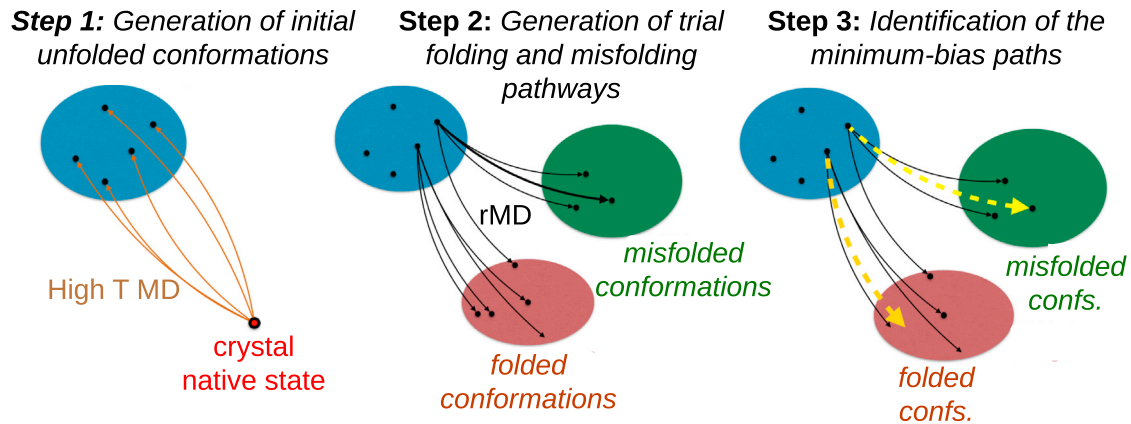 Step 1: Generation of initial
unfolded conformations
High T MD
crystal
native state
Step 2: Generation of trial
folding and misfolding
pathways
rMD
misfolded
conformations
folded
conformations
Step 3: Identification of the
minimum-bias paths
misfolded
confs.
folded
confs.